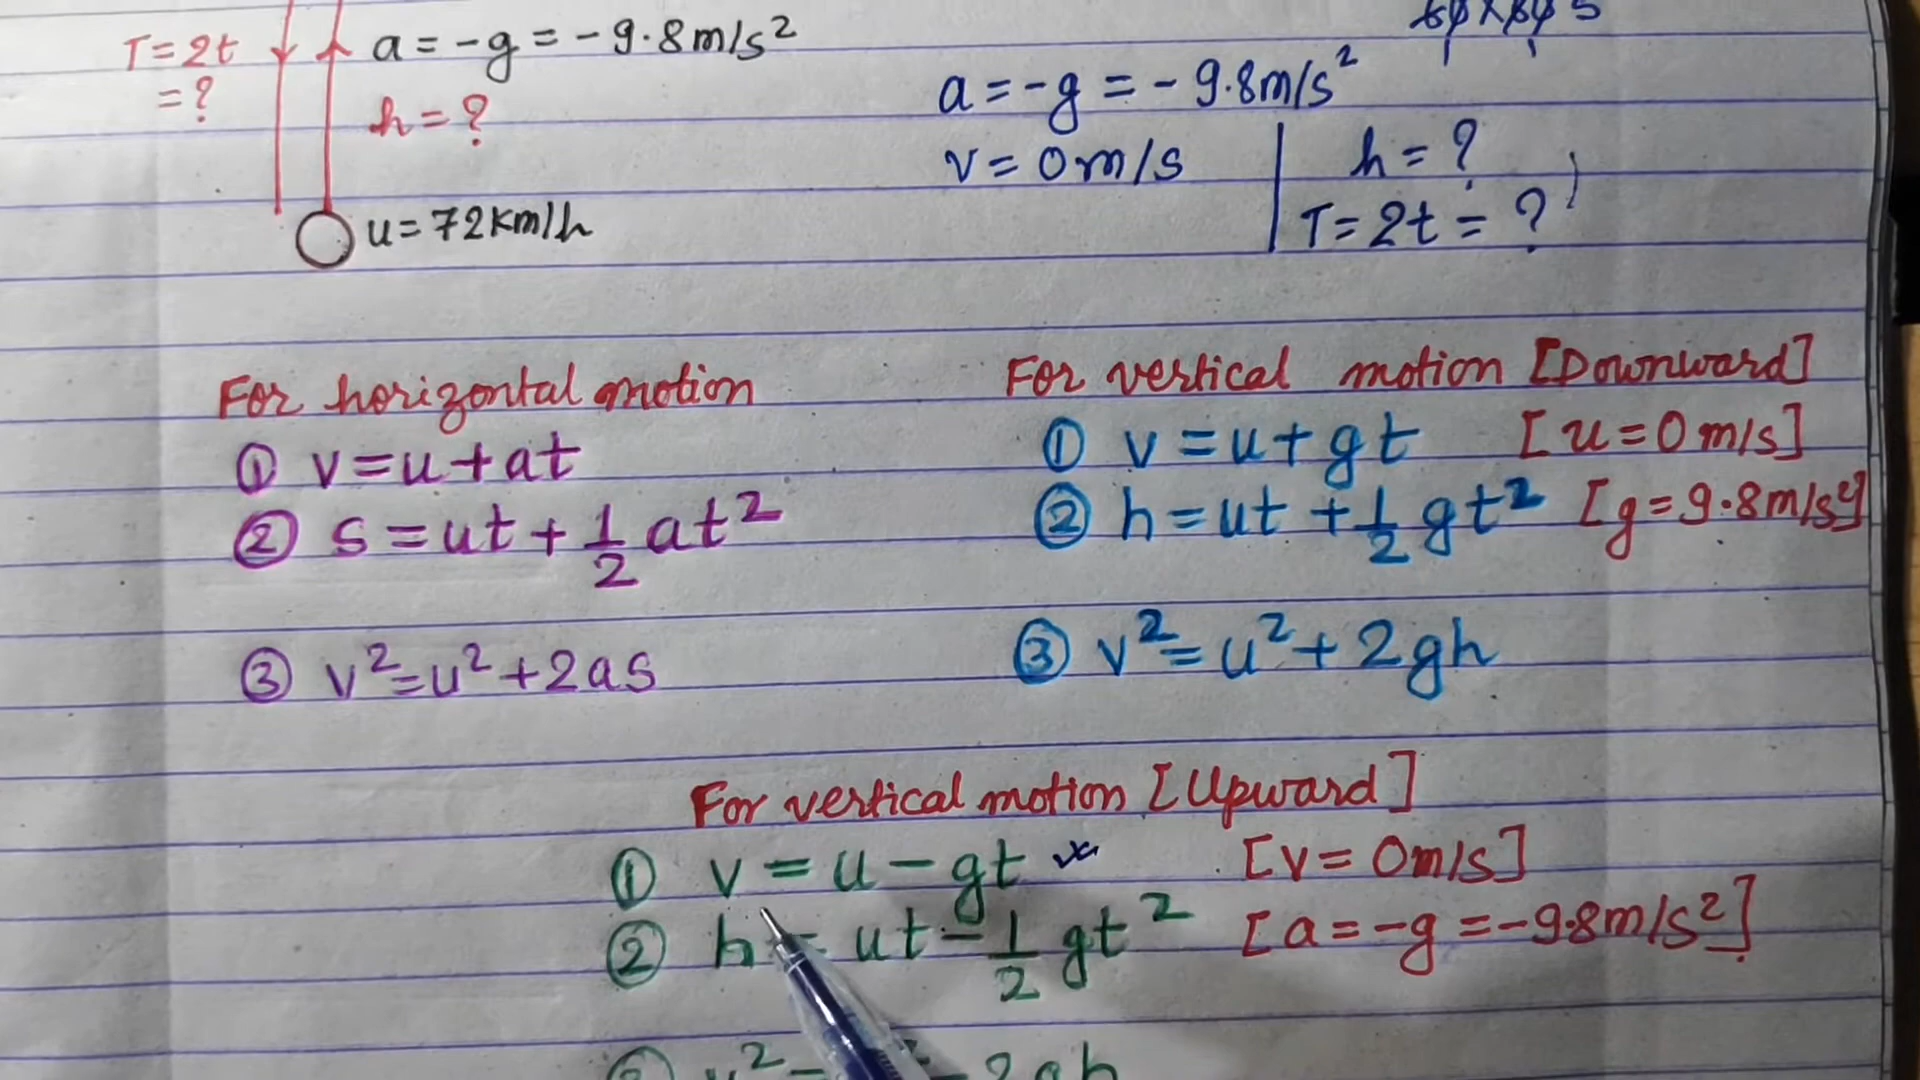 T=2t
=?
a=-g=-9.8m/s²
h=?
u=72km/h
a=-g=-9.8m/s²
v=0m/s
h=?
T=2t=?
For horizontal motion
① v=u+at
② s=ut+1/2at²
③ v²=u²+2as
For vertical motion [Downward]
① v=u+gt [u=0m/s]
② h=ut+1/2gt² [g=9.8m/s²]
③ v²=u²+2gh
For vertical motion [Upward]
① v=u-gt [v=0m/s]
② h=ut-1/2gt² [a=-g=-9.8m/s²]